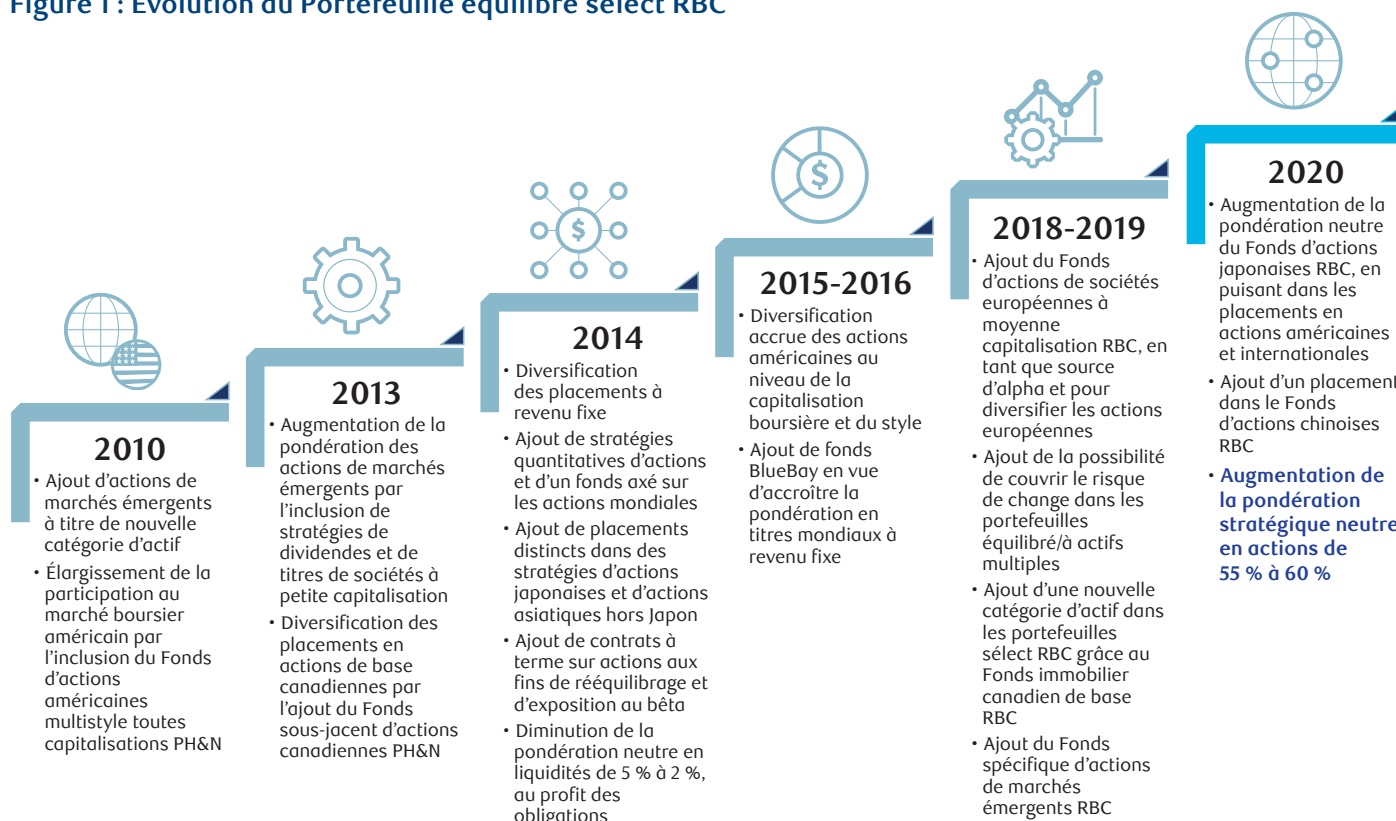 Figure 1 : Évolution du Portefeuille équilibré sélect RBC
2010
• Ajout d'actions de
marchés émergents
à titre de nouvelle
catégorie d'actif
• Élargissement de la
participation au
marché boursier
américain par
l'inclusion du Fonds
d'actions
américaines
multistyle toutes
capitalisations PH&N
2013
• Augmentation de la
pondération des
actions de marchés
émergents par
l'inclusion de
stratégies de
dividendes et de
titres de sociétés à
petite capitalisation
• Diversification des
placements en
actions de base
canadiennes par
l'ajout du Fonds
sous-jacent d'actions
canadiennes PH&N
$
2014
• Diversification
des placements à
revenu fixe
• Ajout de stratégies
quantitatives d'actions
et d'un fonds axé sur
les actions mondiales
• Ajout de placements
distincts dans des
stratégies d'actions
japonaises et d'actions
asiatiques hors Japon
• Ajout de contrats à
terme sur actions aux
fins de rééquilibrage et
d'exposition au bêta
• Diminution de la
pondération neutre en
liquidités de 5 % à 2 %,
au profit des
obligations
$
2015-2016
• Diversification
accrue des actions
américaines au
niveau de la
capitalisation
boursière et du style
• Ajout de fonds
BlueBay en vue
d'accroître la
pondération en
titres mondiaux à
revenu fixe
2018-2019
• Ajout du Fonds
d'actions de sociétés
européennes à
moyenne
capitalisation RBC, en
tant que source
d'alpha et pour
diversifier les actions
européennes
• Ajout de la possibilité
de couvrir le risque
de change dans les
portefeuilles
équilibré/à actifs
multiples
• Ajout d'une nouvelle
catégorie d'actif dans
les portefeuilles
sélect RBC grâce au
Fonds immobilier
canadien de base
RBC
• Ajout du Fonds
spécifique d'actions
de marchés
émergents RBC
2020
• Augmentation de la
pondération neutre
du Fonds d'actions
japonaises RBC, en
puisant dans les
placements en
actions américaines
et internationales
• Ajout d'un placement
dans le Fonds
d'actions chinoises
RBC
• Augmentation de
la pondération
stratégique neutre
en actions de
55 % à 60 %